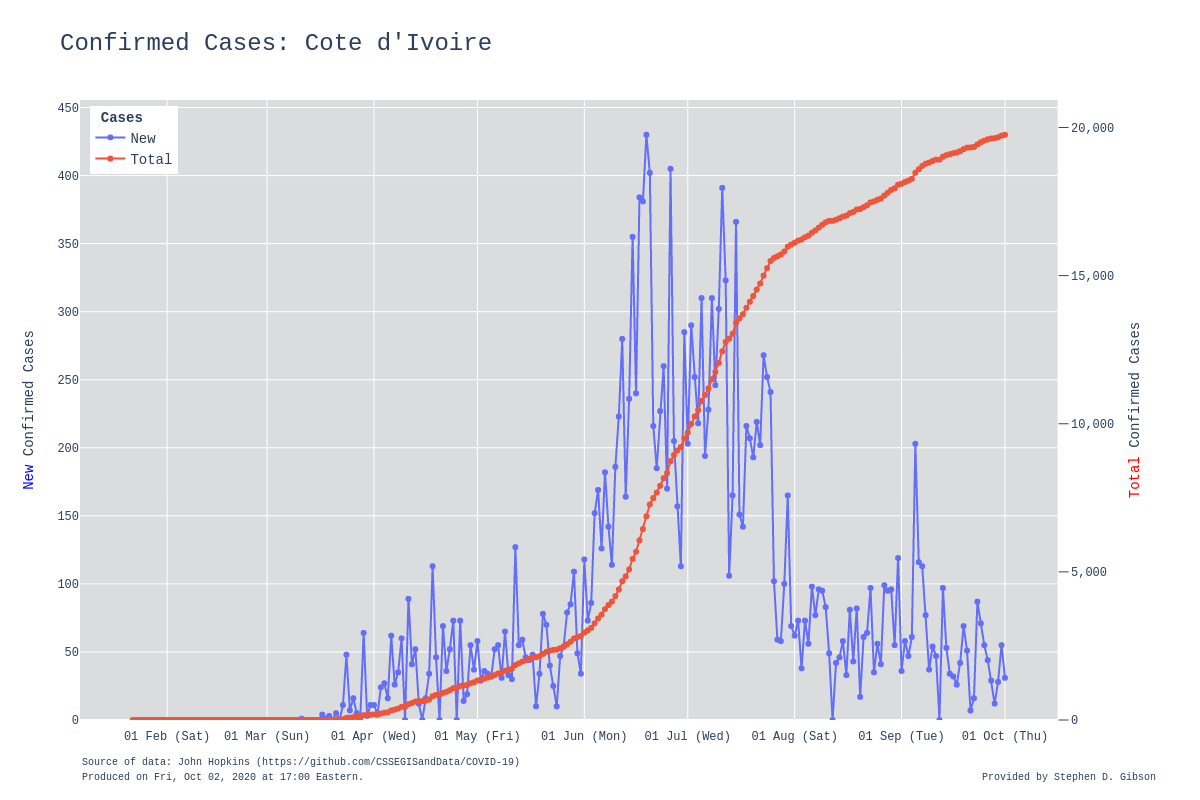 Confirmed Cases: Cote d'Ivoire
Cases
New
Total
450
400
350
300
250
200
150
100
50
0
New Confirmed Cases
20,000
15,000
10,000
5,000
0
Total Confirmed Cases
01 Feb (Sat) 01 Mar (Sun) 01 Apr (Wed) 01 May (Fri) 01 Jun (Mon) 01 Jul (Wed) 01 Aug (Sat) 01 Sep (Tue) 01 Oct (Thu)
Source of data: John Hopkins (https://github.com/CSSEGISandData/COVID-19)
Produced on Fri, Oct 02, 2020 at 17:00 Eastern.
Provided by Stephen D. Gibson